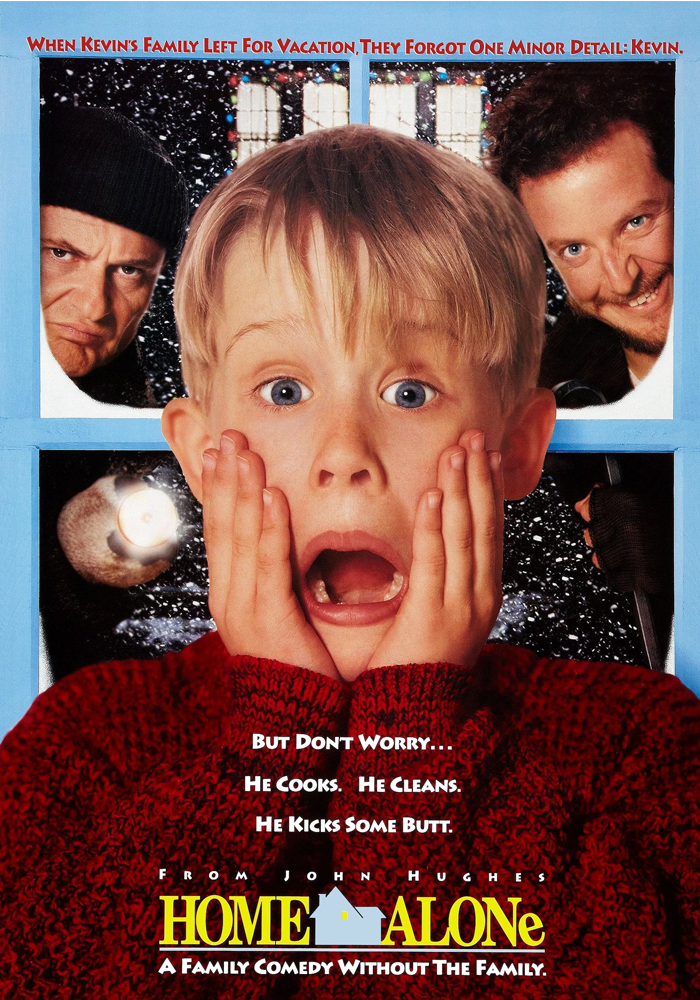 WHEN KEVIN'S FAMILY LEFT FOR VACATION, THEY FORGOT ONE MINOR DETAIL: KEVIN.
BUT DON'T WORRY...
HE COOKS. HE CLEANS.
HE KICKS SOME BUTT.
FROM JOHN HUGHES
HOME ALONe
A FAMILY COMEDY WITHOUT THE FAMILY.